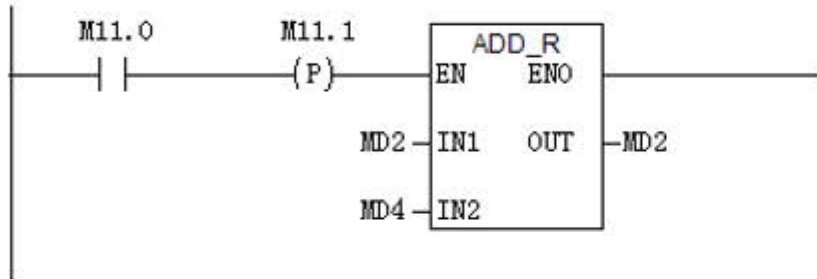 M11.0 M11.1
ADD_R
(P) EN ENO
MD2 IN1 OUT MD2
MD4 IN2